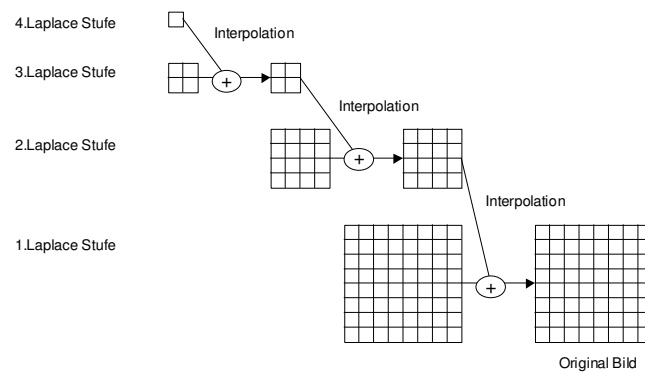 4.Laplace Stufe
Interpolation
3.Laplace Stufe
+
Interpolation
2.Laplace Stufe
+
Interpolation
1.Laplace Stufe
+
Original Bild